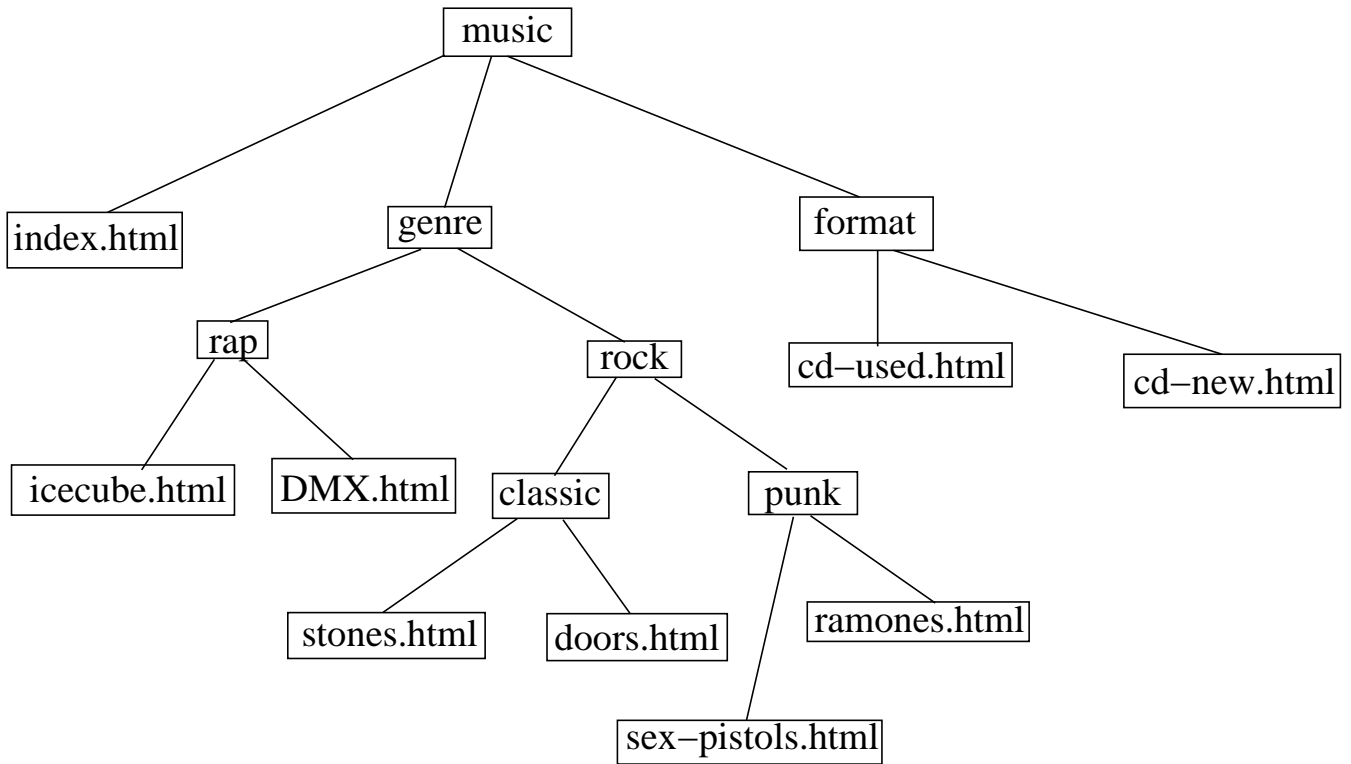 music
index.html
genre
format
rap
rock
cd−used.html
cd−new.html
icecube.html
DMX.html
classic
punk
stones.html
doors.html
ramones.html
sex−pistols.html